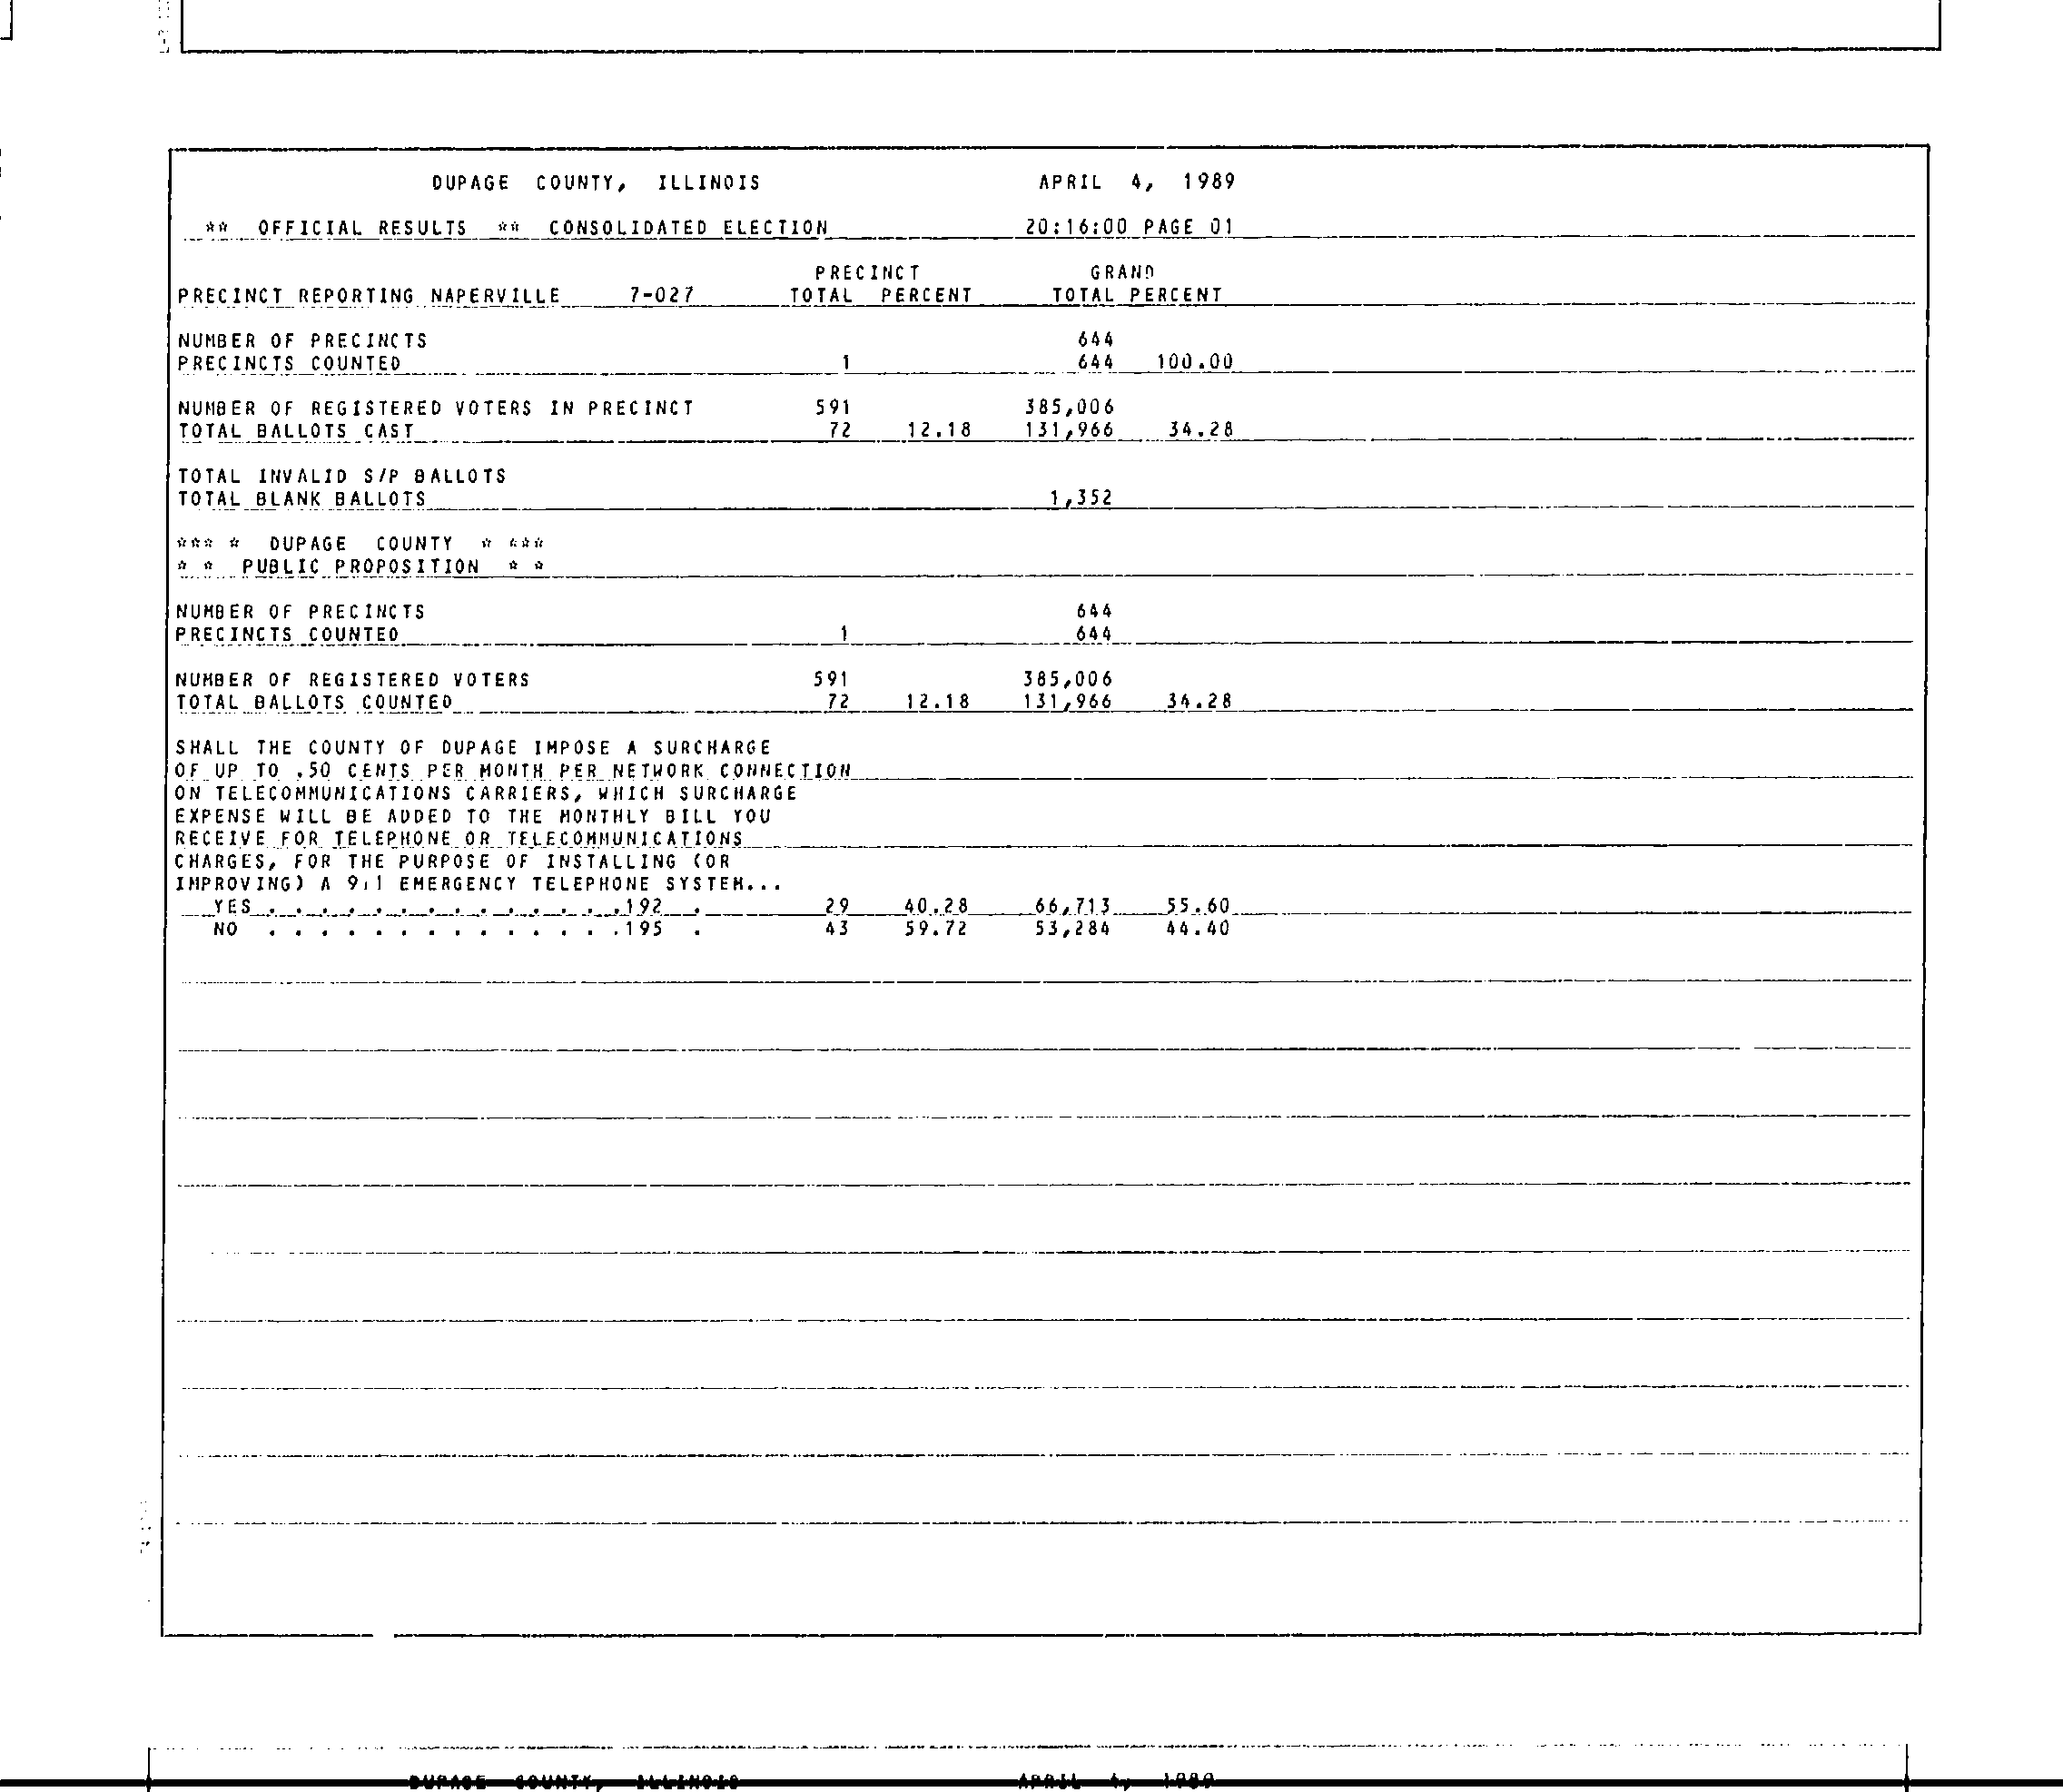 DUPAGE COUNTY, ILLINOIS APRIL 4, 1989
** OFFICIAL RESULTS ** CONSOLIDATED ELECTION 20:16:00 PAGE 01
PRECINCT GRAND
PRECINCT REPORTING NAPERVILLE 7-027 TOTAL PERCENT TOTAL PERCENT
NUMBER OF PRECINCTS 644
PRECINCTS COUNTED 1 644 100.00
NUMBER OF REGISTERED VOTERS IN PRECINCT 591 385,006
TOTAL BALLOTS CAST 72 12.18 131,966 34.28
TOTAL INVALID S/P BALLOTS
TOTAL BLANK BALLOTS 1,352
*** * DUPAGE COUNTY * ***
* * PUBLIC PROPOSITION * *
NUMBER OF PRECINCTS 644
PRECINCTS COUNTED 1 644
NUMBER OF REGISTERED VOTERS 591 385,006
TOTAL BALLOTS COUNTED 72 12.18 131,966 34.28
SHALL THE COUNTY OF DUPAGE IMPOSE A SURCHARGE
OF UP TO .50 CENTS PER MONTH PER NETWORK CONNECTION
ON TELECOMMUNICATIONS CARRIERS, WHICH SURCHARGE
EXPENSE WILL BE ADDED TO THE MONTHLY BILL YOU
RECEIVE FOR TELEPHONE OR TELECOMMUNICATIONS
CHARGES, FOR THE PURPOSE OF INSTALLING (OR
IMPROVING) A 911 EMERGENCY TELEPHONE SYSTEM...
YES . . . . . . . . . . . . . .192 . 29 40.28 66,713 55.60
NO . . . . . . . . . . . . . .195 . 43 59.72 53,284 44.40
DUPAGE COUNTY, ILLINOIS APRIL 4, 1989